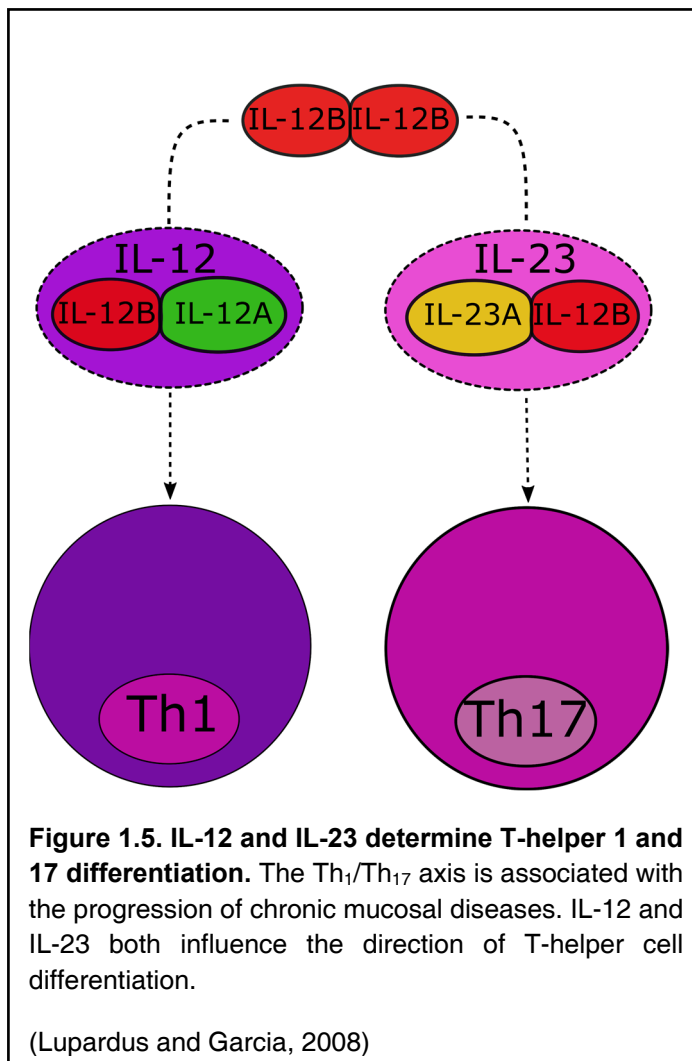 IL-12B IL-12B
IL-12
IL-12B IL-12A
IL-23
IL-23A IL-12B
Th1
Th17
Figure 1.5. IL-12 and IL-23 determine T-helper 1 and
17 differentiation. The Th₁/Th₁₇ axis is associated with
the progression of chronic mucosal diseases. IL-12 and
IL-23 both influence the direction of T-helper cell
differentiation.
(Lupardus and Garcia, 2008)